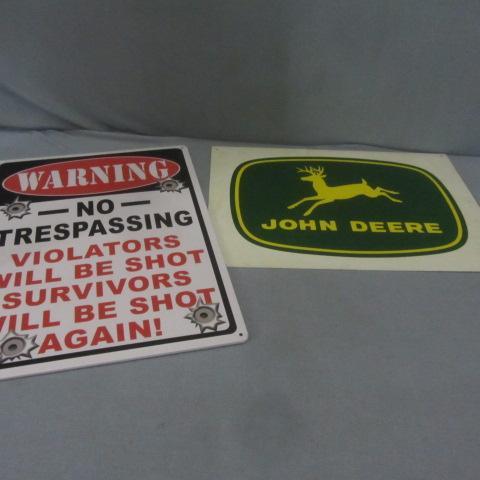 WARNING
NO
TRESPASSING
VIOLATORS
WILL BE SHOT
SURVIVORS
WILL BE SHOT
AGAIN!
JOHN DEERE